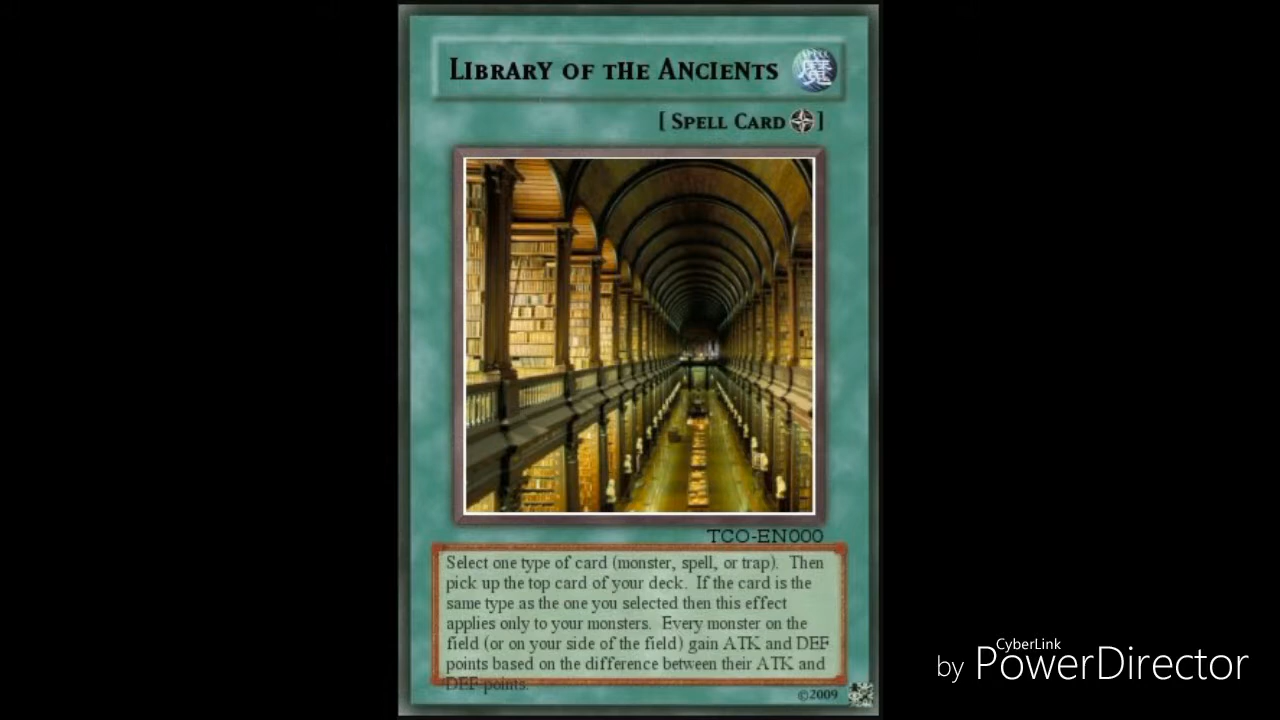 LIBRARY OF THE ANCIENTS 魔
[ SPELL CARD ]
TCO-EN000
Select one type of card (monster, spell, or trap). Then
pick up the top card of your deck. If the card is the
same type as the one you selected then this effect
applies only to your monsters. Every monster on the
field (or on your side of the field) gain ATK and DEF
points based on the difference between their ATK and
DEF points.
©2009
by CyberLink PowerDirector